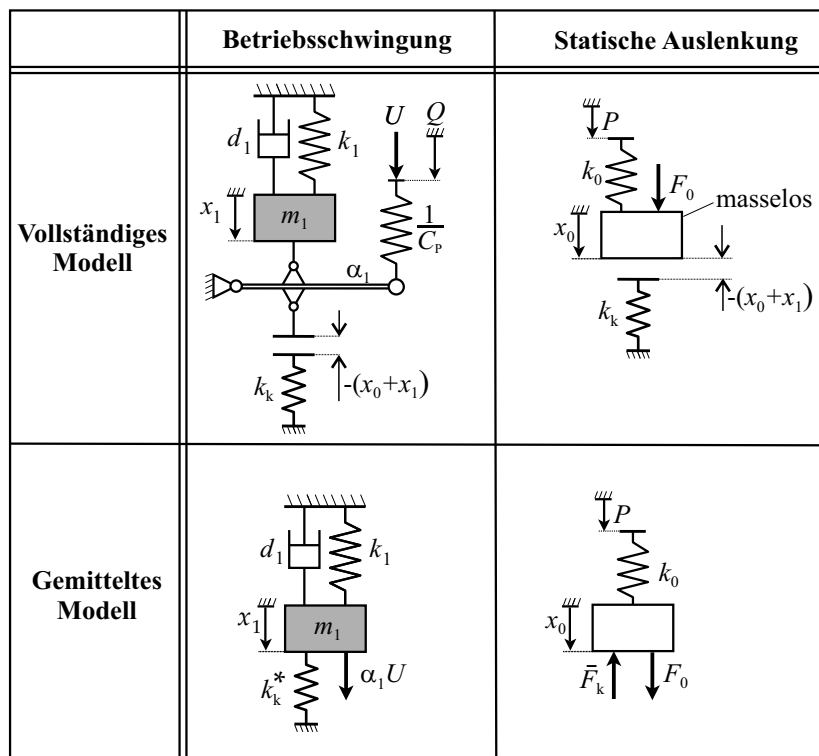 Betriebsschwingung
Statische Auslenkung
Vollständiges
Modell
d₁
k₁
U
Q
x₁
m₁
1/Cₚ
α₁
kₖ
-(x₀+x₁)
P
k₀
F₀
masselos
x₀
-(x₀+x₁)
kₖ
Gemitteltes
Modell
d₁
k₁
x₁
m₁
kₖ*
α₁U
P
k₀
x₀
F̄ₖ
F₀